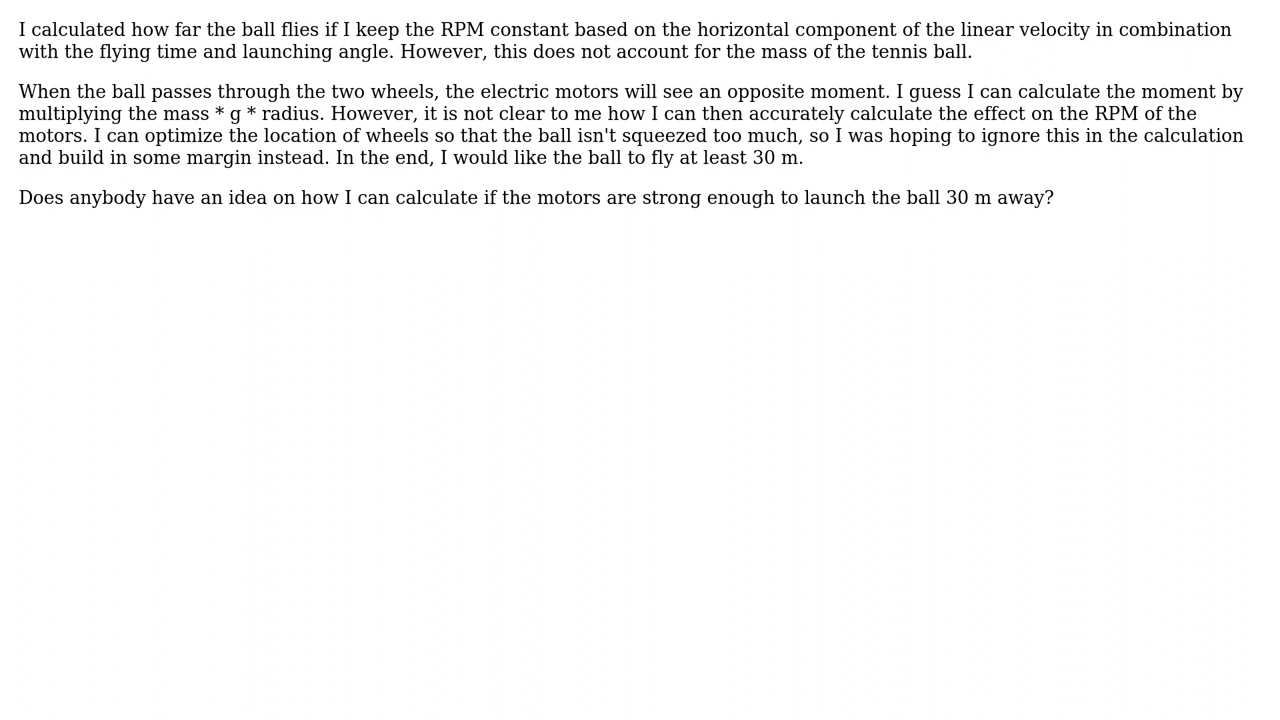 I calculated how far the ball flies if I keep the RPM constant based on the horizontal component of the linear velocity in combination
with the flying time and launching angle. However, this does not account for the mass of the tennis ball.
When the ball passes through the two wheels, the electric motors will see an opposite moment. I guess I can calculate the moment by
multiplying the mass * g * radius. However, it is not clear to me how I can then accurately calculate the effect on the RPM of the
motors. I can optimize the location of wheels so that the ball isn't squeezed too much, so I was hoping to ignore this in the calculation
and build in some margin instead. In the end, I would like the ball to fly at least 30 m.
Does anybody have an idea on how I can calculate if the motors are strong enough to launch the ball 30 m away?